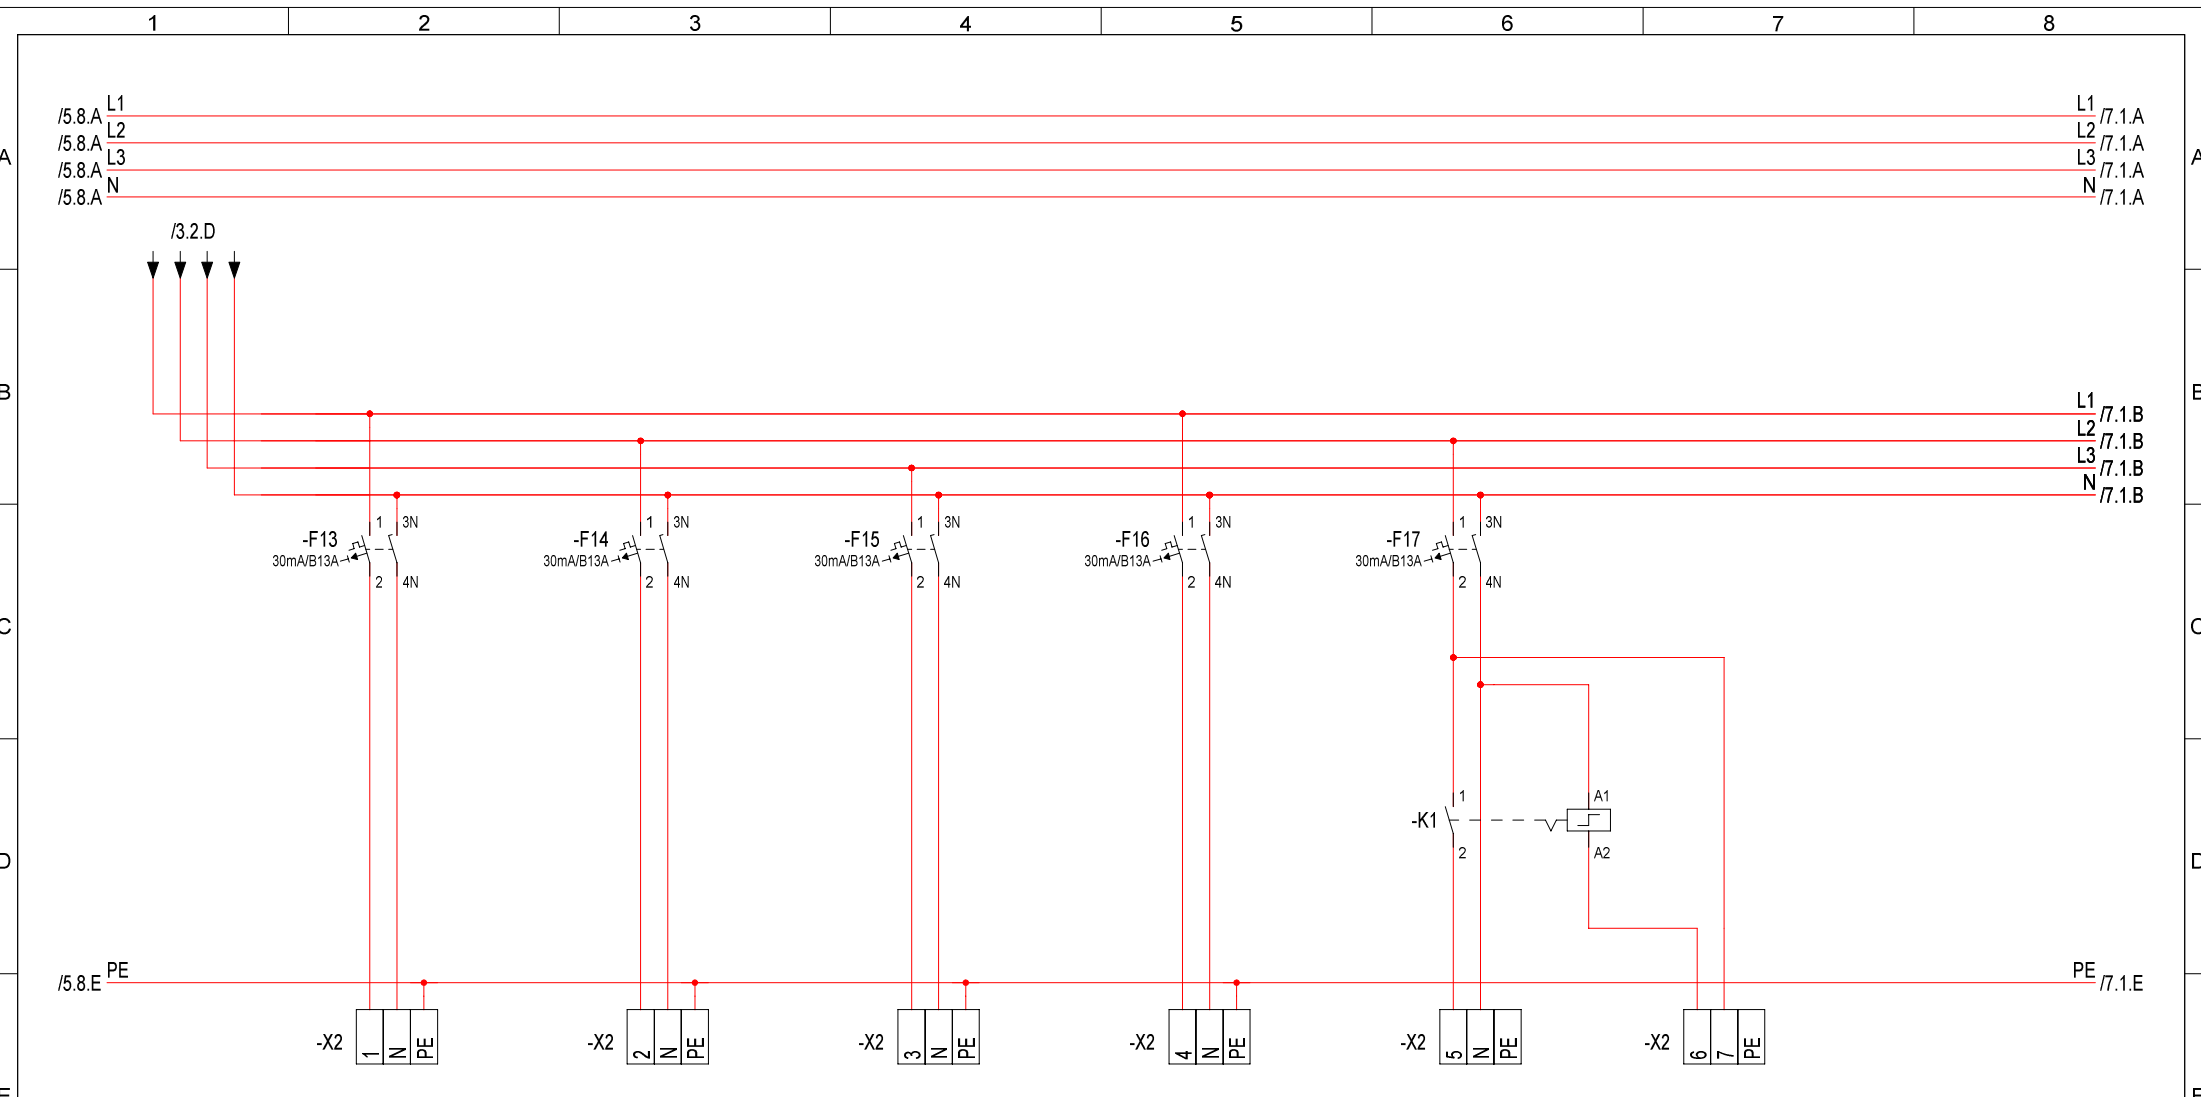 1 2 3 4 5 6 7 8
L1 L1
/5.8.A /7.1.A
L2 L2
/5.8.A /7.1.A
A L3 L3 A
/5.8.A /7.1.A
N N
/5.8.A /7.1.A
/3.2.D
B B
L1 /7.1.B
L2 /7.1.B
L3 /7.1.B
N /7.1.B
1 3N 1 3N 1 3N 1 3N 1 3N
-F13 -F14 -F15 -F16 -F17
30mA/B13A 30mA/B13A 30mA/B13A 30mA/B13A 30mA/B13A
2 4N 2 4N 2 4N 2 4N 2 4N
C C
1 A1
-K1
2 A2
D D
PE PE
/5.8.E /7.1.E
-X2 1 N PE -X2 2 N PE -X2 3 N PE -X2 4 N PE -X2 5 N PE -X2 6 7 PE